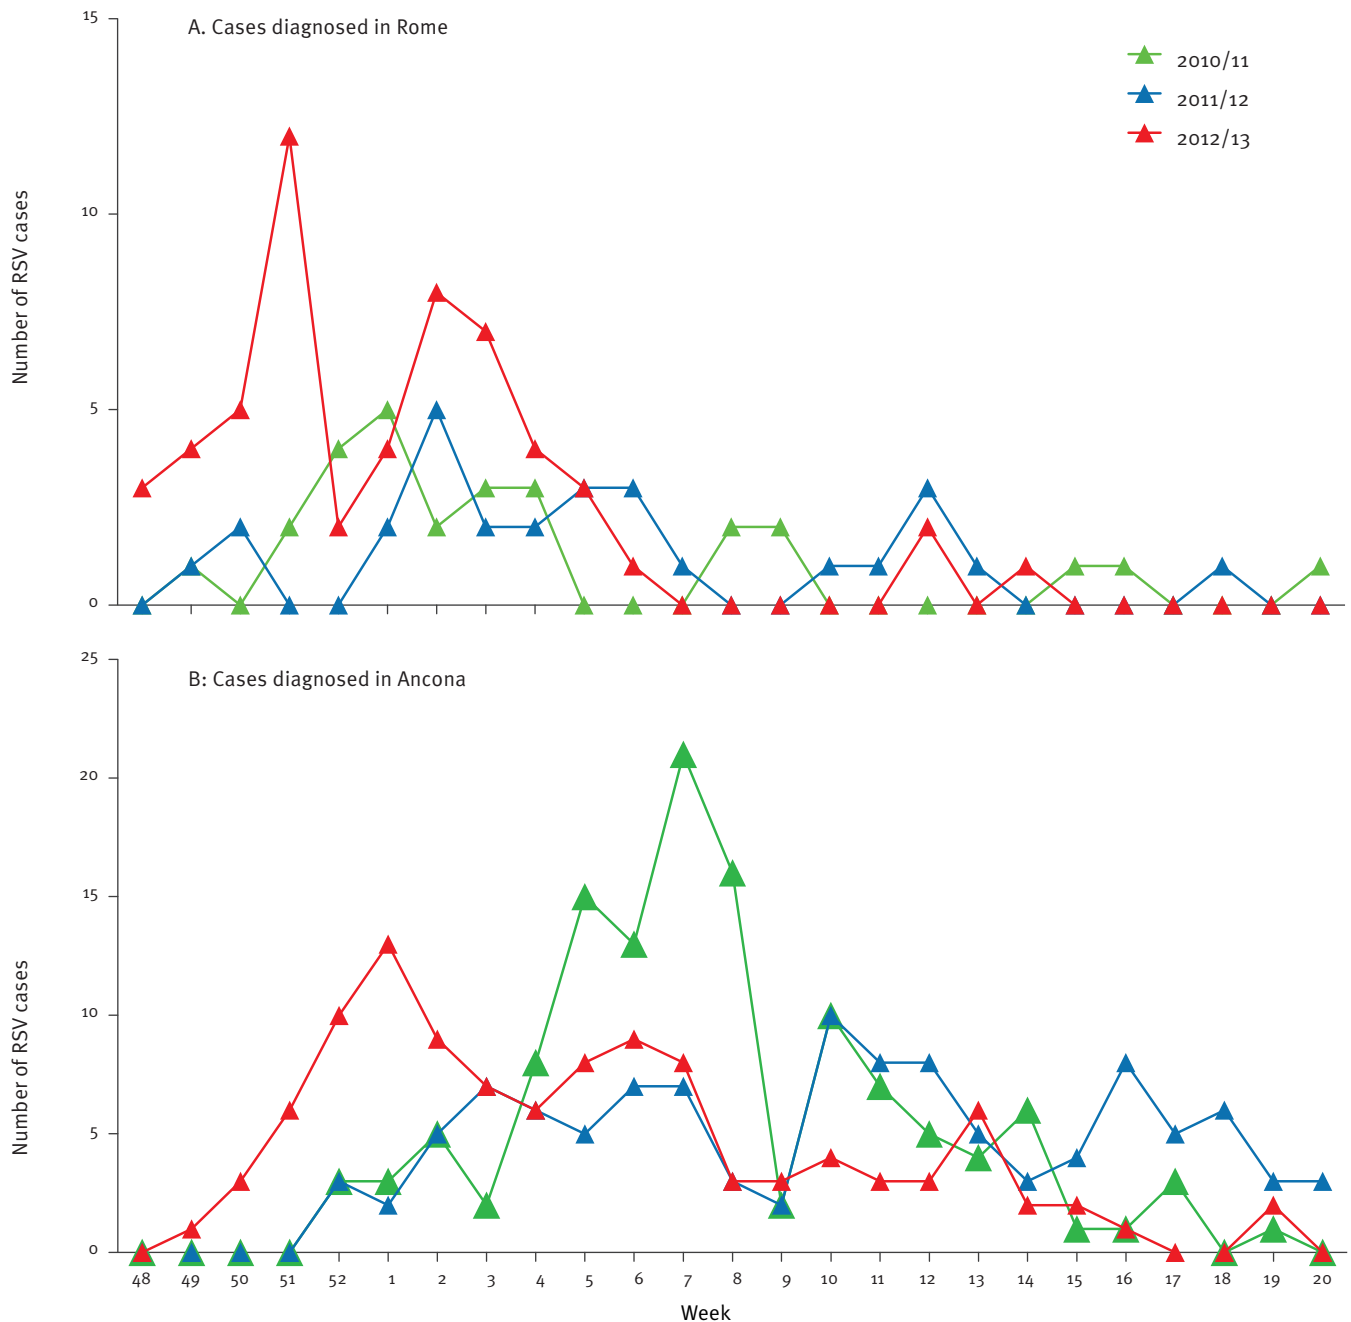 A. Cases diagnosed in Rome
2010/11
2011/12
2012/13
Number of RSV cases
15
10
5
0
B: Cases diagnosed in Ancona
Number of RSV cases
25
20
15
10
5
0
48 49 50 51 52 1 2 3 4 5 6 7 8 9 10 11 12 13 14 15 16 17 18 19 20
Week